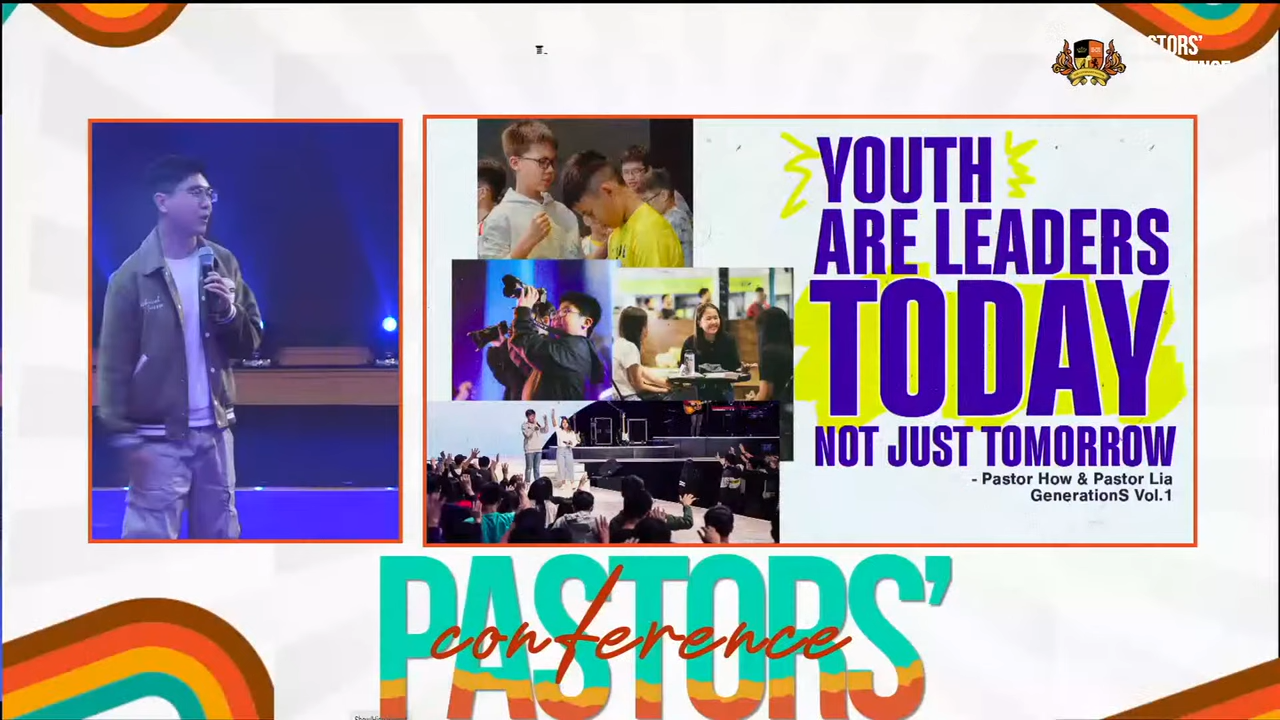 YOUTH
ARE LEADERS
TODAY
NOT JUST TOMORROW
- Pastor How & Pastor Lia
GenerationS Vol.1
PASTORS'
conference